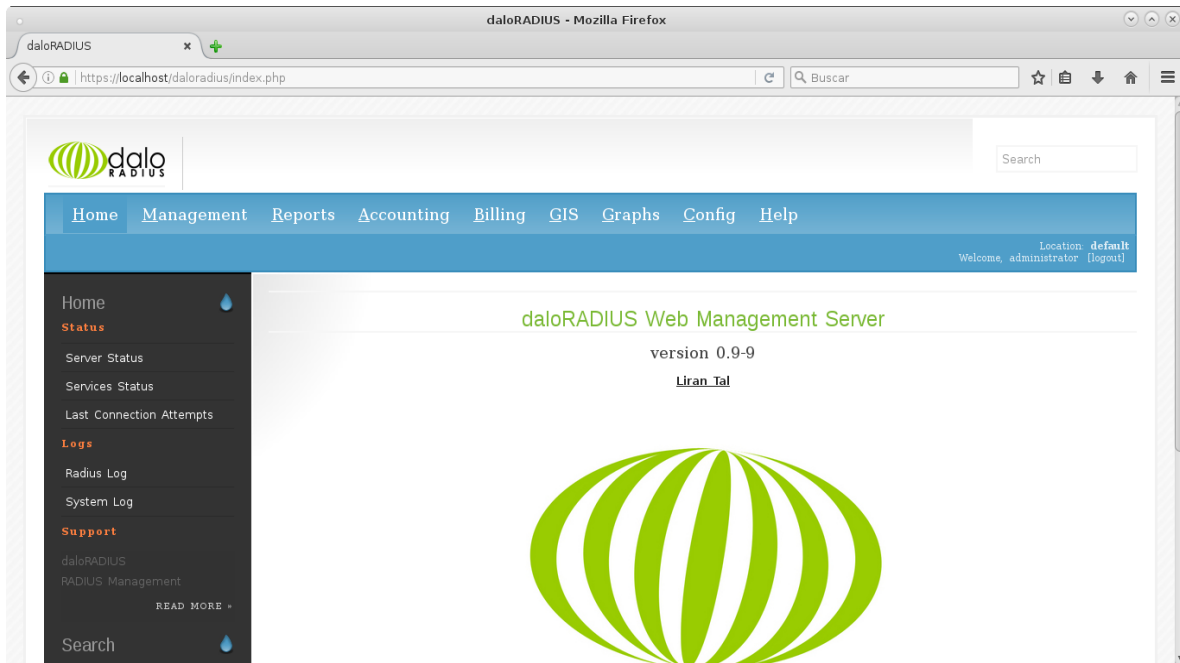 daloRADIUS - Mozilla Firefox
daloRADIUS
https://localhost/daloradius/index.php
Buscar
dalo
RADIUS
Search
Home Management Reports Accounting Billing GIS Graphs Config Help
Location: default
Welcome, administrator [logout]
Home
Status
Server Status
Services Status
Last Connection Attempts
Logs
Radius Log
System Log
Support
daloRADIUS
RADIUS Management
READ MORE »
Search
daloRADIUS Web Management Server
version 0.9-9
Liran Tal